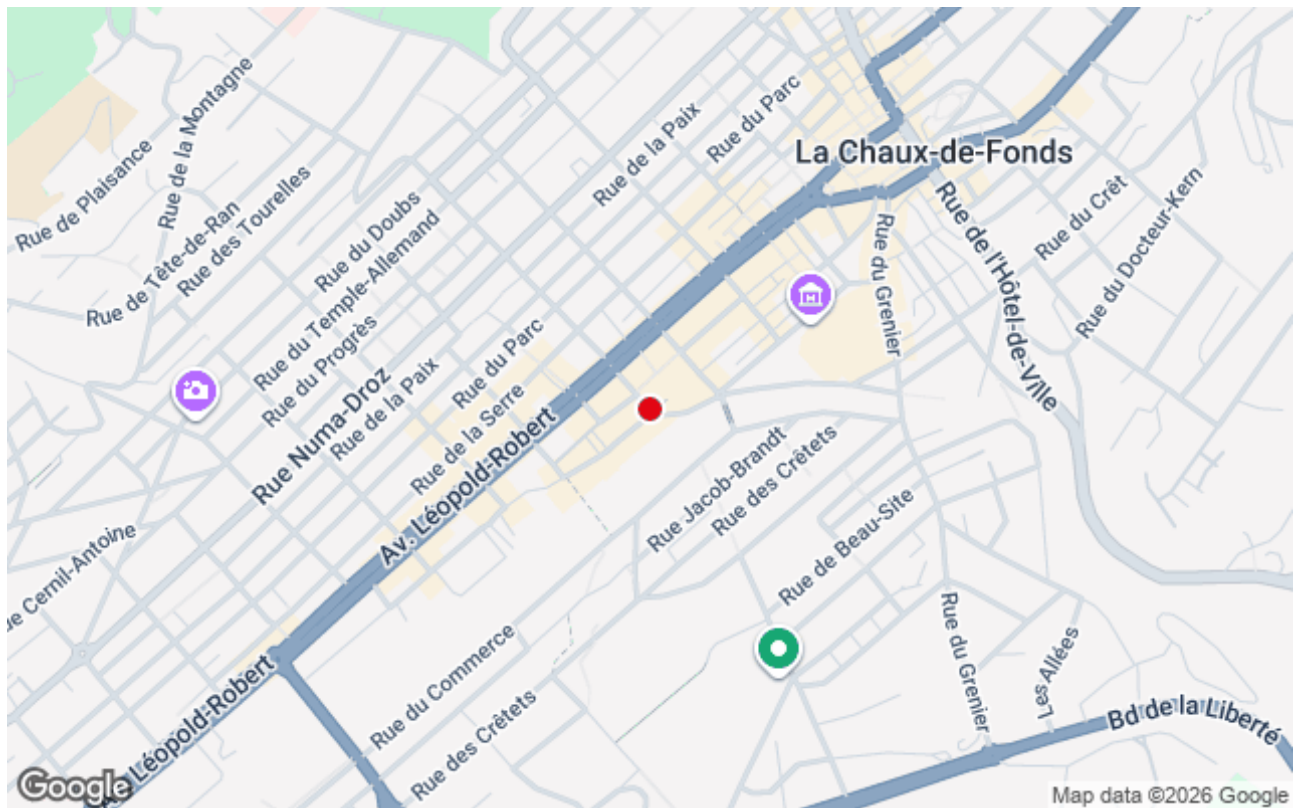 Rue de la Montagne
Rue de Plaisance
Rue de la Paix
Rue du Parc
La Chaux-de-Fonds
Rue de Tête-de-Ran
Rue des Tourelles
Rue du Doubs
Rue du Temple-Allemand
Rue du Progrès
Rue Numa-Droz
Rue de la Paix
Rue du Parc
Rue de la Serre
Av. Léopold-Robert
Rue du Grenier
Rue de l'Hôtel-de-Ville
Rue du Crêt
Rue du Docteur-Kern
Rue Jacob-Brandt
Rue des Crêtets
Rue de Beau-Site
Cernil-Antoine
Rue du Commerce
Rue des Crêtets
Rue du Grenier
Les Allées
Bd de la Liberté
Léopold-Robert
Google
Map data ©2026 Google